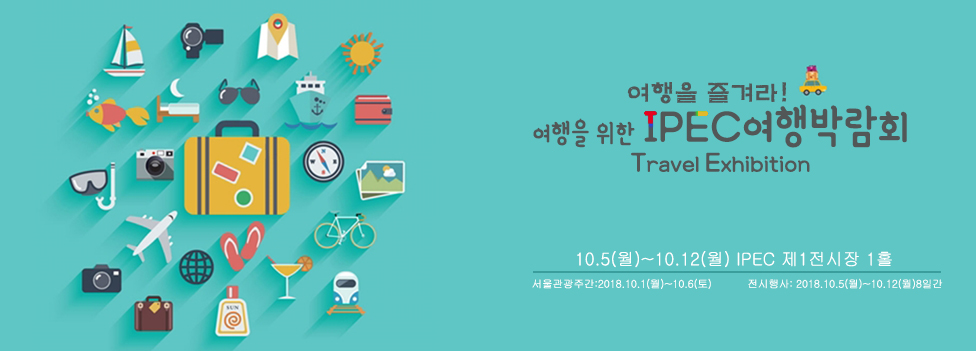 여행을 즐겨라!
여행을 위한 IPEC여행박람회
Travel Exhibition
10.5(월)~10.12(월) IPEC 제1전시장 1홀
서울관광주간:2018.10.1(월)~10.6(토) 전시행사: 2018.10.5(월)~10.12(월)8일간
SUN